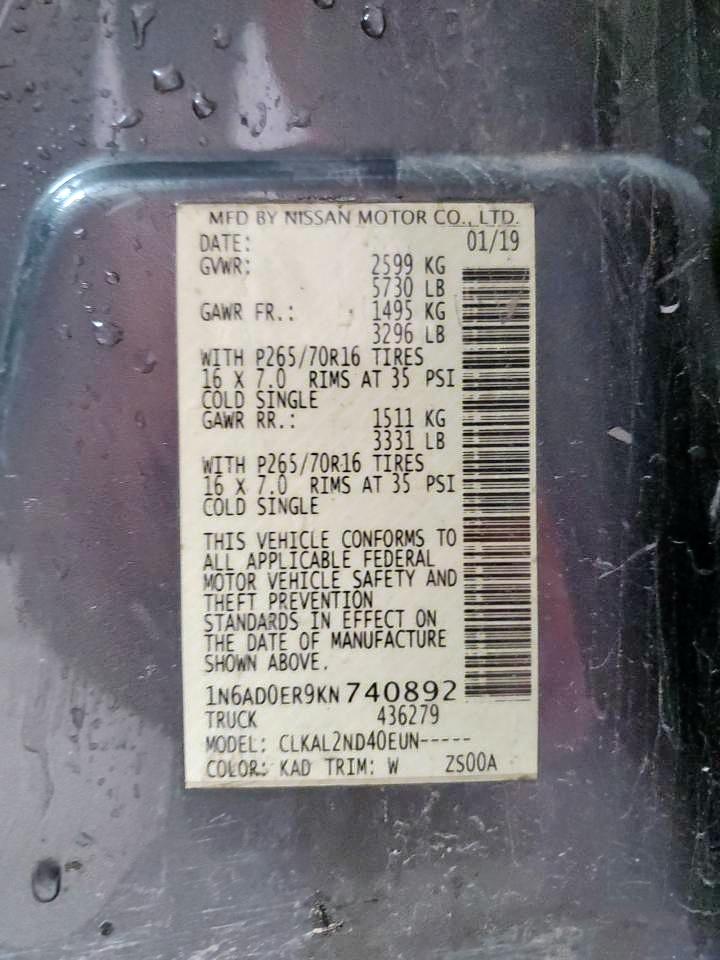 MFD BY NISSAN MOTOR CO., LTD.
DATE: 01/19
GVWR: 2599 KG
5730 LB
GAWR FR.: 1495 KG
3296 LB
WITH P265/70R16 TIRES
16 X 7.0 RIMS AT 35 PSI
COLD SINGLE
GAWR RR.: 1511 KG
3331 LB
WITH P265/70R16 TIRES
16 X 7.0 RIMS AT 35 PSI
COLD SINGLE
THIS VEHICLE CONFORMS TO
ALL APPLICABLE FEDERAL
MOTOR VEHICLE SAFETY AND
THEFT PREVENTION
STANDARDS IN EFFECT ON
THE DATE OF MANUFACTURE
SHOWN ABOVE.
1N6AD0ER9KN740892
TRUCK 436279
MODEL: CLKAL2ND40EUN-----
COLOR: KAD TRIM: W ZS00A